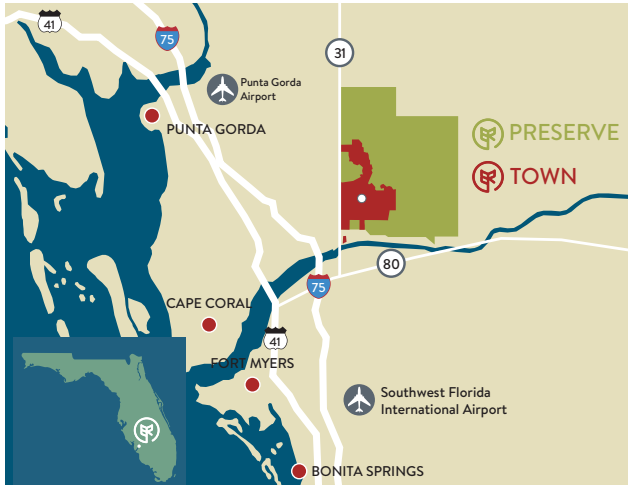 41
75
31
Punta Gorda
Airport
PUNTA GORDA
PRESERVE
TOWN
80
75
CAPE CORAL
41
FORT MYERS
Southwest Florida
International Airport
BONITA SPRINGS